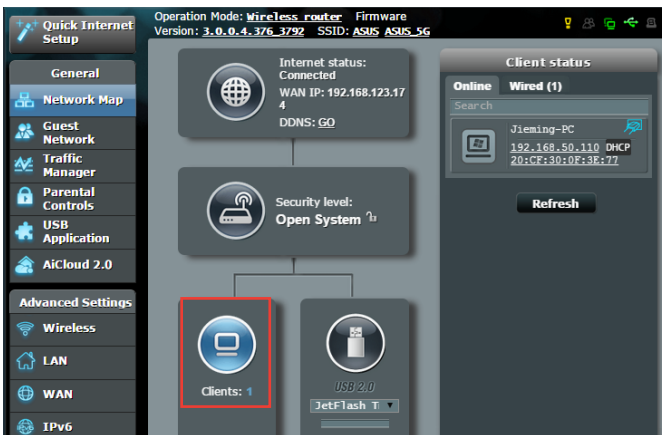 Quick Internet
Setup
General
Network Map
Guest
Network
Traffic
Manager
Parental
Controls
USB
Application
AiCloud 2.0
Advanced Settings
Wireless
LAN
WAN
IPv6
Operation Mode: Wireless router Firmware
Version: 3.0.0.4.376_3792 SSID: ASUS ASUS_5G
Internet status:
Connected
WAN IP: 192.168.123.17
4
DDNS: GO
Security level:
Open System
Clients: 1
USB 2.0
JetFlash T
Client status
Online Wired (1)
Search
Jieming-PC
192.168.50.110 DHCP
20:CF:30:0F:3E:77
Refresh